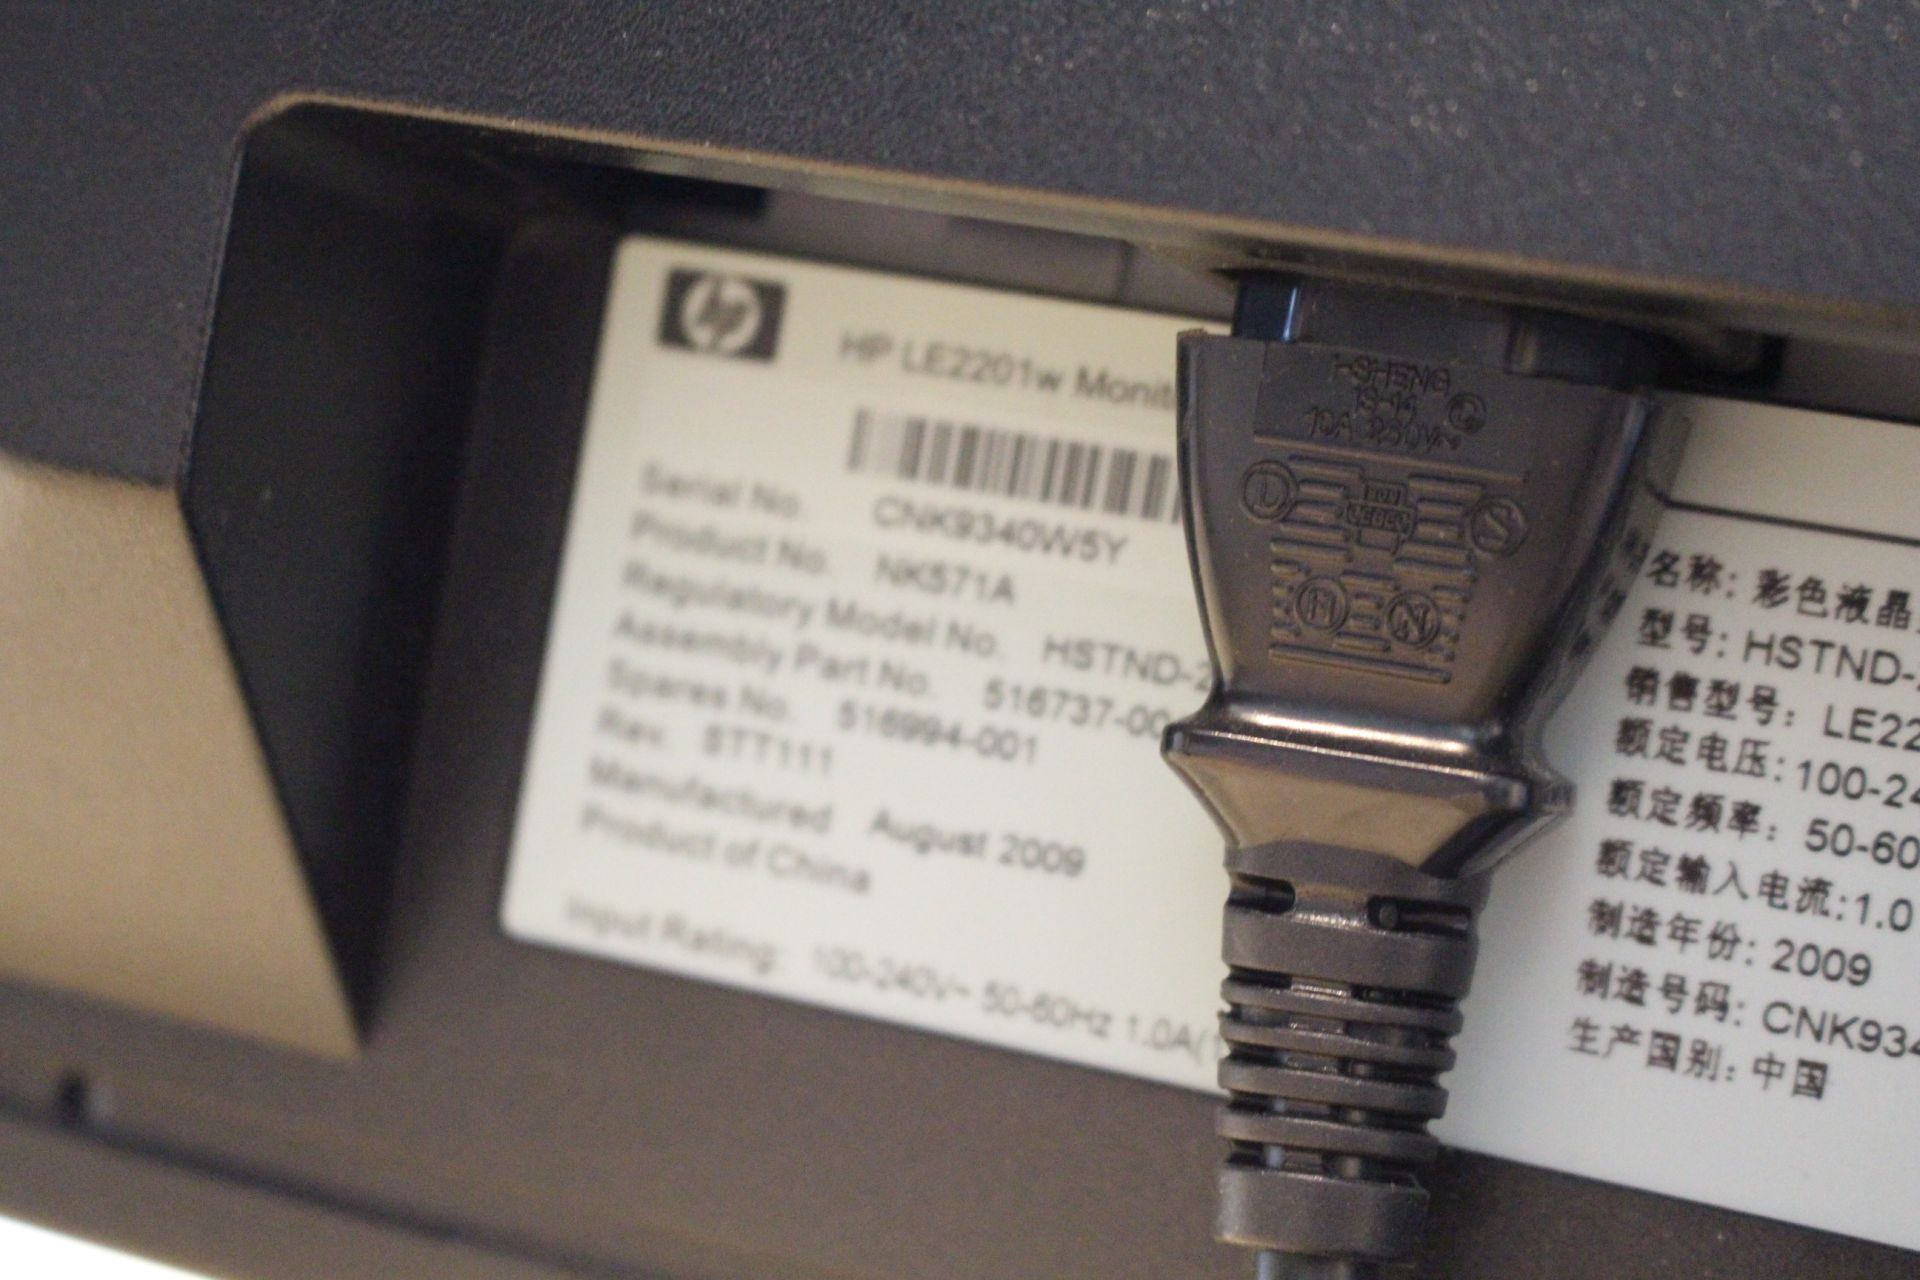 hp
HP LE2201w Monit
Serial No. CNK9340W5Y
Product No. NK571A
Regulatory Model No. HSTND-2
Assembly Part No. 516737-00
Spares No. 516994-001
Rev. STT111
Manufactured August 2009
Product of China
Input Rating: 100-240V~ 50-60Hz 1.0A(1
10A 250V~
L
S
H
N
名称: 彩色液晶
型号: HSTND-
销售型号: LE22
额定电压: 100-24
额定频率: 50-60
额定输入电流:1.0
制造年份: 2009
制造号码: CNK934
生产国别: 中国